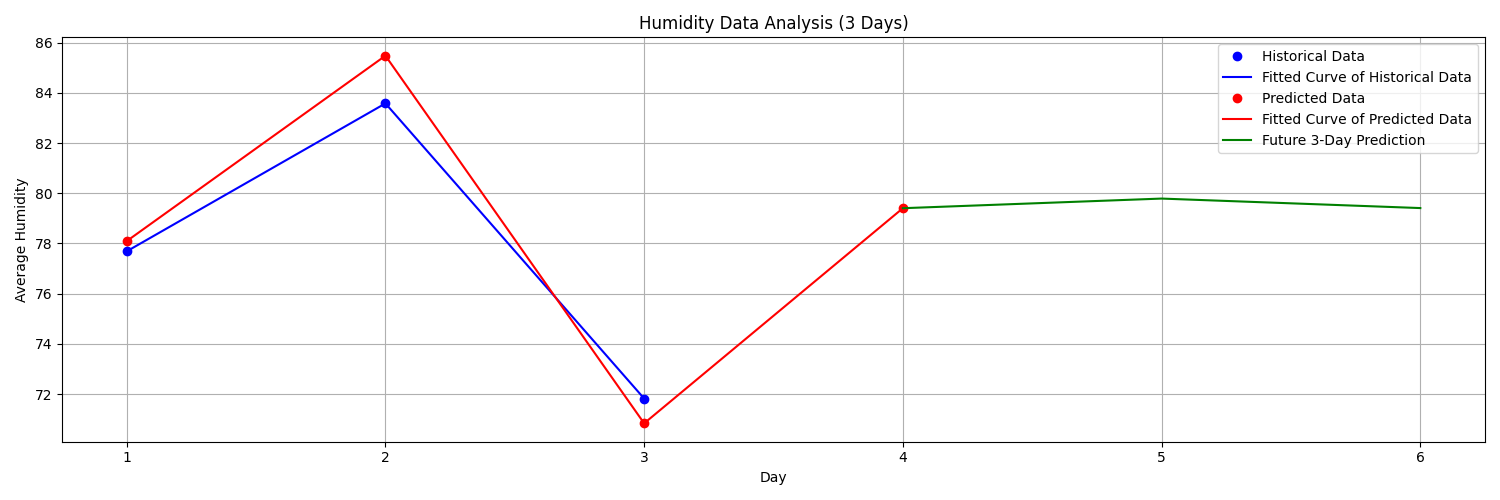 Humidity Data Analysis (3 Days)
86
84
82
80
78
76
74
72
Average Humidity
Historical Data
Fitted Curve of Historical Data
Predicted Data
Fitted Curve of Predicted Data
Future 3-Day Prediction
1 2 3 4 5 6
Day